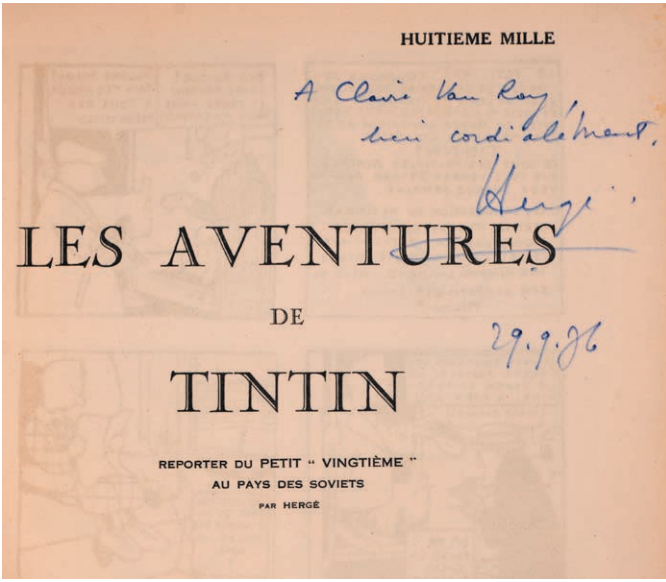 HUITIEME MILLE
A Claire Van Roy,
bien cordialement,
Hergé.
LES AVENTURES
DE
TINTIN
29.9.76
REPORTER DU PETIT “ VINGTIÈME ”
AU PAYS DES SOVIETS
PAR HERGÉ